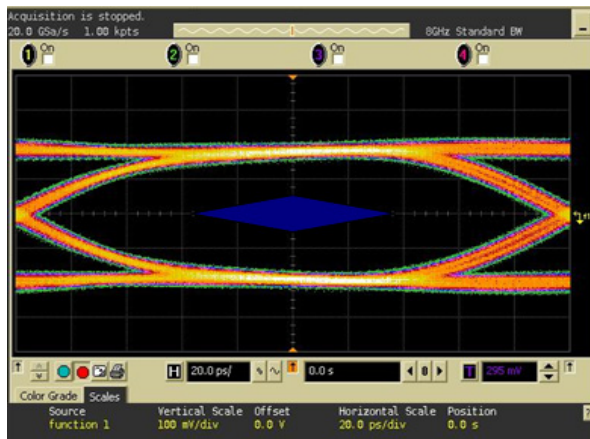 Acquisition is stopped.
20.0 GSa/s 1.00 kpts
8GHz Standard BW
1 On 2 On 3 On 4 On
H 20.0 ps/ 0.0 s 0 T 295 mV
Color Grade Scales
Source Vertical Scale Offset Horizontal Scale Position
function 1 100 mV/div 0.0 V 20.0 ps/div 0.0 s